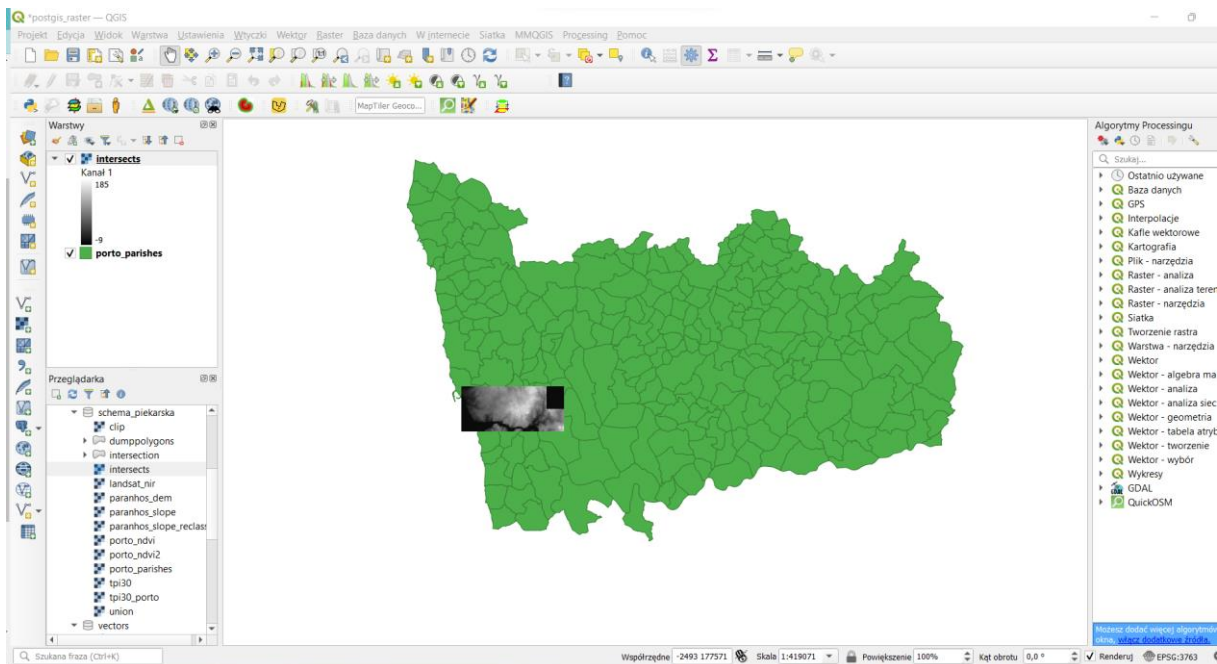 *postgis_raster — QGIS
Projekt Edycja Widok Warstwa Ustawienia Wtyczki Wektor Raster Baza danych W internecie Siatka MMQGIS Processing Pomoc
MapTiler Geoco...
Warstwy
intersects
Kanał 1
185
-9
porto_parishes
Przeglądarka
schema_piekarska
clip
dumppolygons
intersection
intersects
landsat_nir
paranhos_dem
paranhos_slope
paranhos_slope_reclass
porto_ndvi
porto_ndvi2
porto_parishes
tpi30
tpi30_porto
union
vectors
Algorytmy Processingu
Szukaj...
Ostatnio używane
Baza danych
GPS
Interpolacje
Kafle wektorowe
Kartografia
Plik - narzędzia
Raster - analiza
Raster - analiza teren
Raster - narzędzia
Siatka
Tworzenie rastra
Warstwa - narzędzia
Wektor
Wektor - algebra ma
Wektor - analiza
Wektor - analiza siec
Wektor - geometria
Wektor - tabela atryb
Wektor - tworzenie
Wektor - wybór
Wykresy
GDAL
QuickOSM
Możesz dodać więcej algorytmów
okna, włącz dodatkowe źródła.
Szukana fraza (Ctrl+K)
Współrzędne -2493 177571 Skala 1:419071 Powiększenie 100% Kąt obrotu 0,0 ° Renderuj EPSG:3763